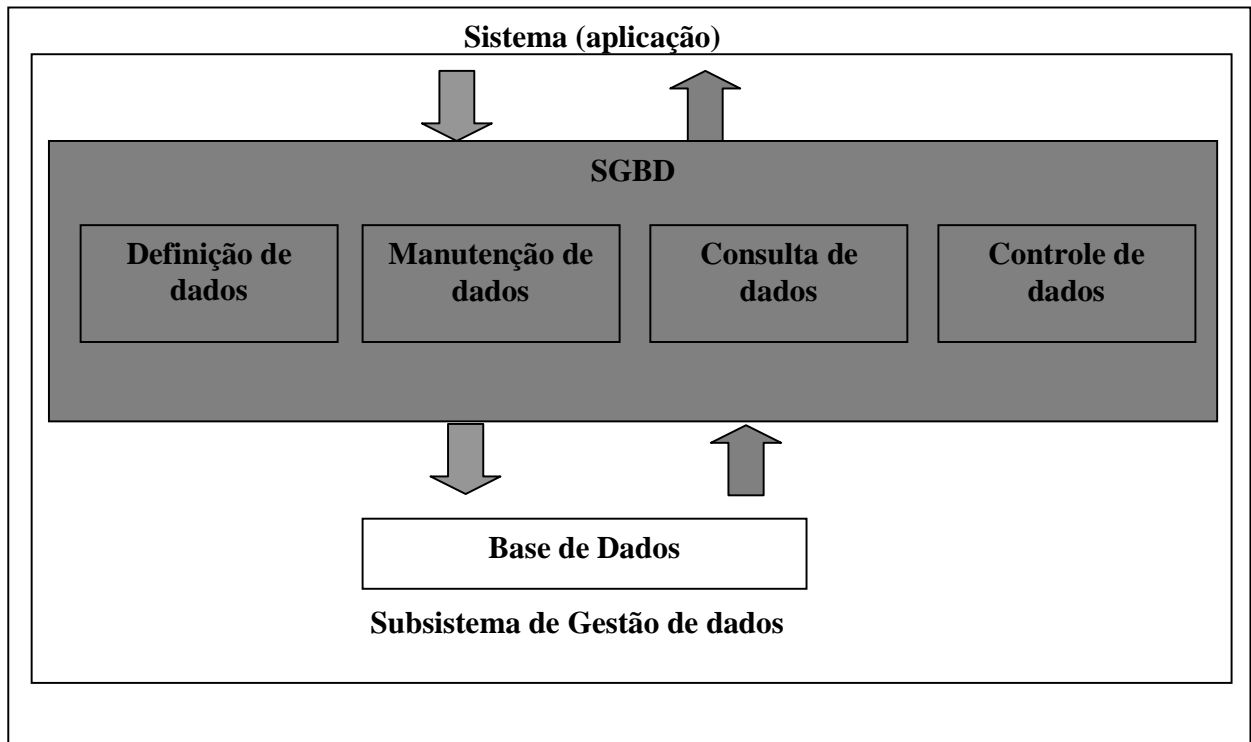 Sistema (aplicação)
SGBD
Definição de
dados
Manutenção de
dados
Consulta de
dados
Controle de
dados
Base de Dados
Subsistema de Gestão de dados